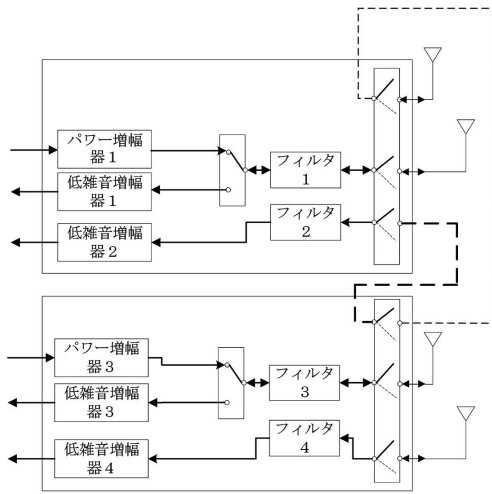 パワー増幅
器1
低雑音増幅
器1
低雑音増幅
器2
フィルタ
1
フィルタ
2
パワー増幅
器3
低雑音増幅
器3
低雑音増幅
器4
フィルタ
3
フィルタ
4